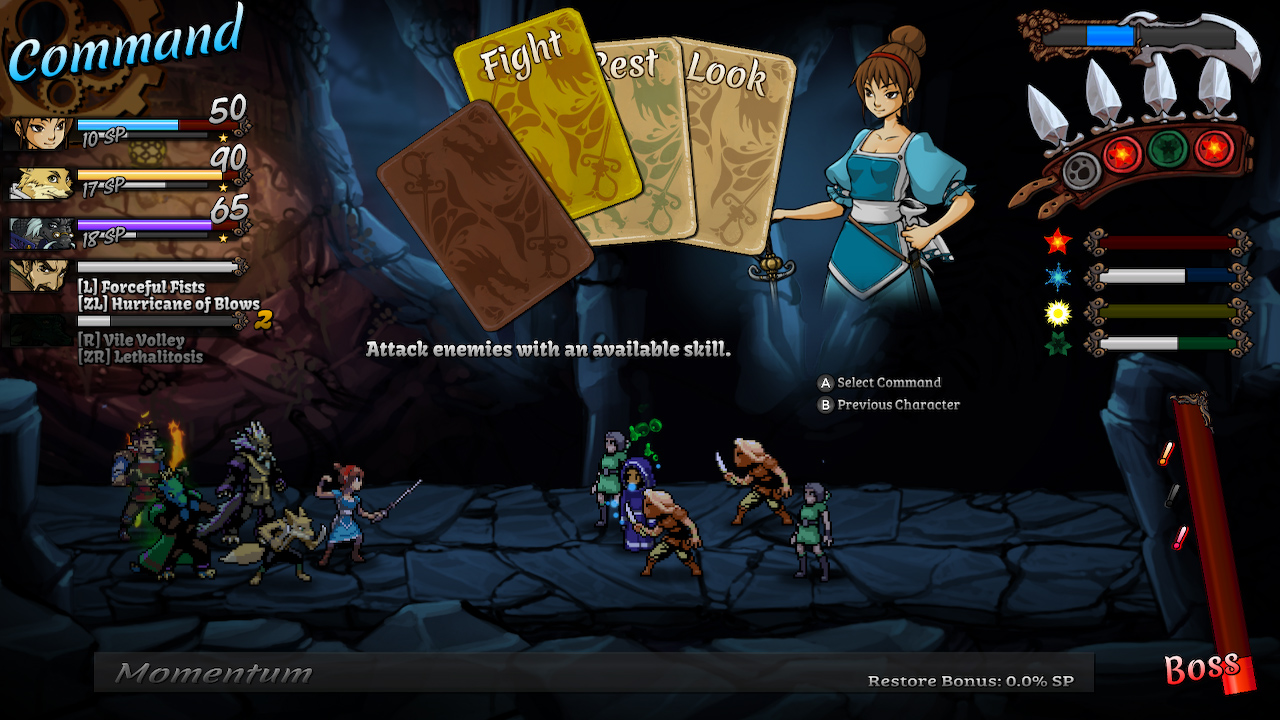 Command
50
10 SP
90
17 SP
65
18 SP
[L] Forceful Fists
[ZL] Hurricane of Blows
2
[R] Vile Volley
[ZR] Lethalitosis
Fight
Rest
Look
Attack enemies with an available skill.
A Select Command
B Previous Character
Momentum
Restore Bonus: 0.0% SP
Boss